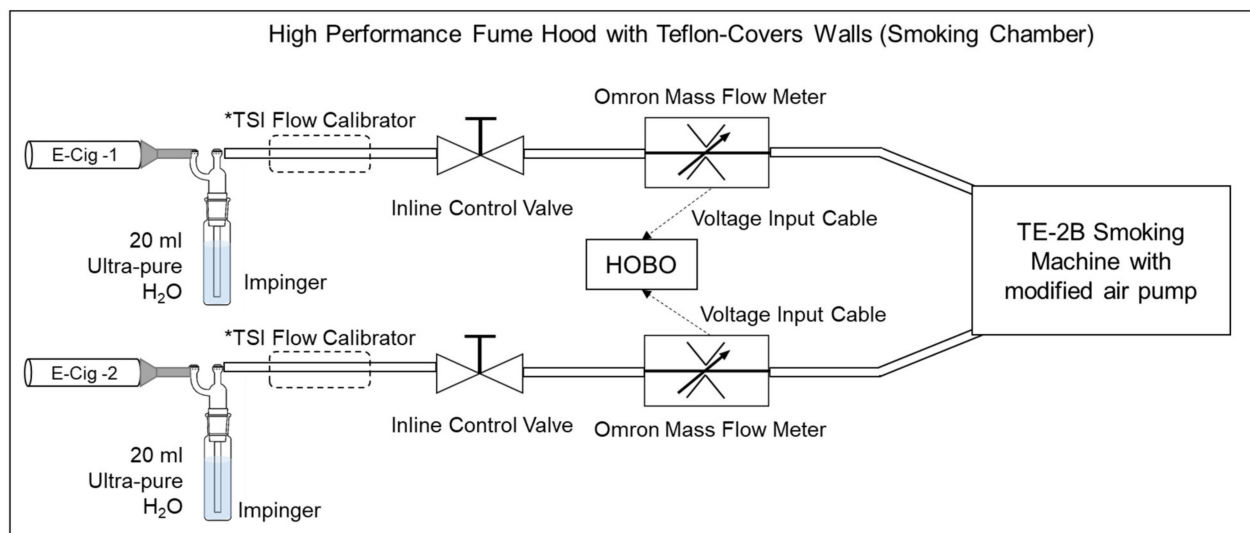 High Performance Fume Hood with Teflon-Covers Walls (Smoking Chamber)
Omron Mass Flow Meter
*TSI Flow Calibrator
E-Cig -1
Inline Control Valve
Voltage Input Cable
20 ml
Ultra-pure
H₂O
Impinger
HOBO
TE-2B Smoking
Machine with
modified air pump
Voltage Input Cable
*TSI Flow Calibrator
E-Cig -2
Inline Control Valve
Omron Mass Flow Meter
20 ml
Ultra-pure
H₂O
Impinger